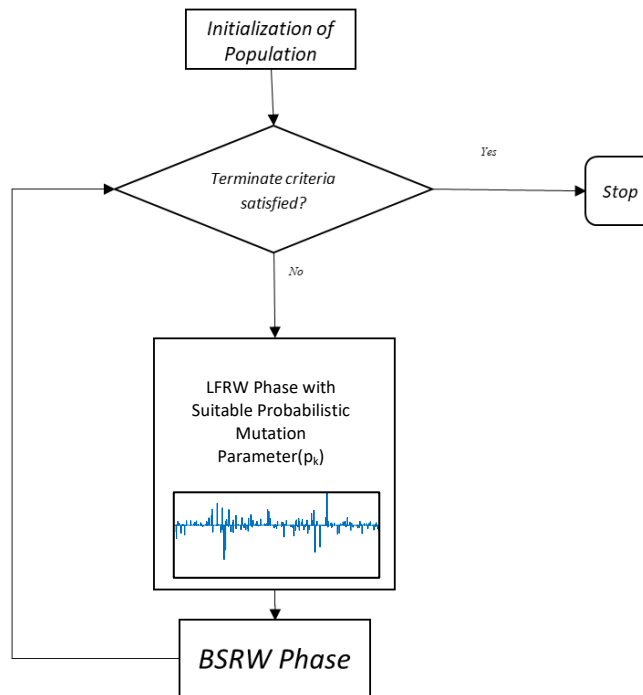 Initialization of
Population
Terminate criteria
satisfied?
Yes
Stop
No
LFRW Phase with
Suitable Probabilistic
Mutation
Parameter(pₖ)
BSRW Phase